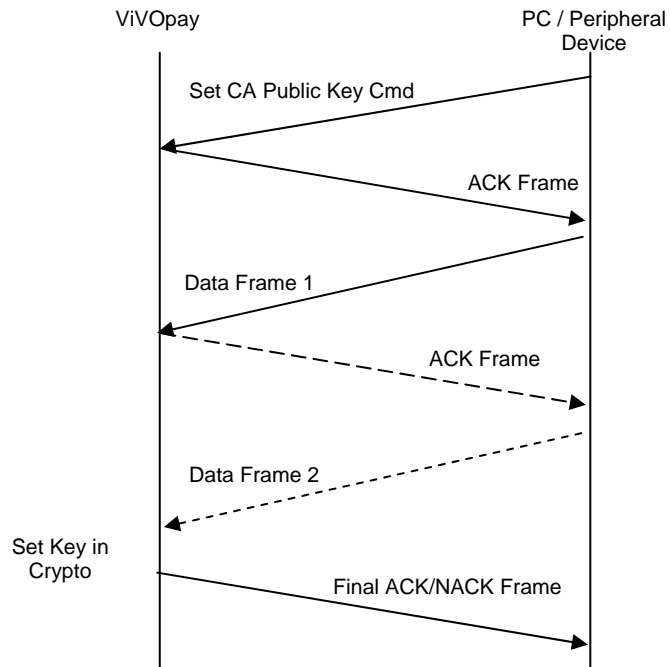 ViVOpay
PC / Peripheral
Device
Set CA Public Key Cmd
ACK Frame
Data Frame 1
ACK Frame
Data Frame 2
Set Key in
Crypto
Final ACK/NACK Frame